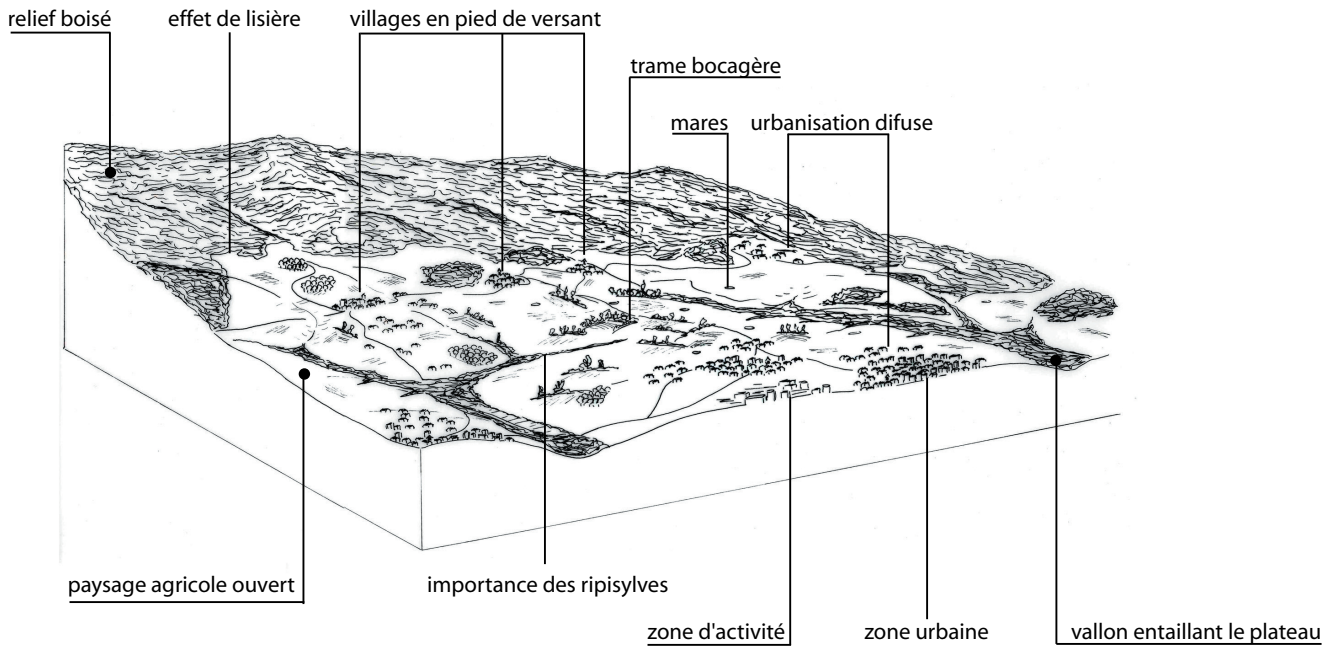 relief boisé
effet de lisière
villages en pied de versant
trame bocagère
mares
urbanisation difuse
paysage agricole ouvert
importance des ripisylves
zone d'activité
zone urbaine
vallon entaillant le plateau